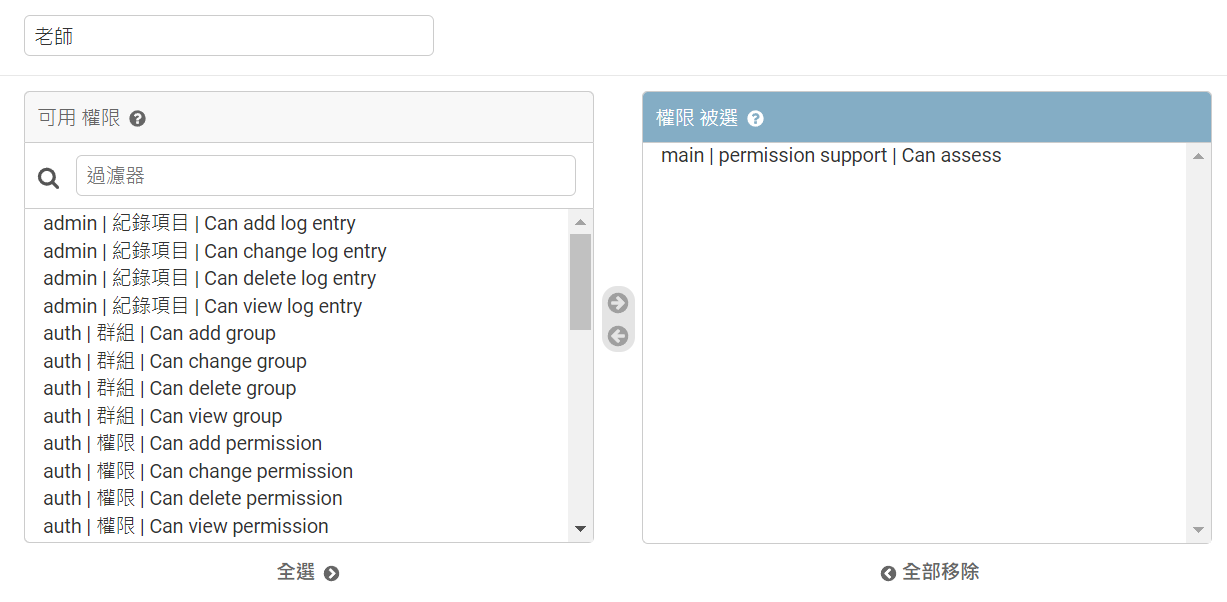 老師
可用 權限
過濾器
admin | 紀錄項目 | Can add log entry
admin | 紀錄項目 | Can change log entry
admin | 紀錄項目 | Can delete log entry
admin | 紀錄項目 | Can view log entry
auth | 群組 | Can add group
auth | 群組 | Can change group
auth | 群組 | Can delete group
auth | 群組 | Can view group
auth | 權限 | Can add permission
auth | 權限 | Can change permission
auth | 權限 | Can delete permission
auth | 權限 | Can view permission
全選
權限 被選
main | permission support | Can assess
全部移除